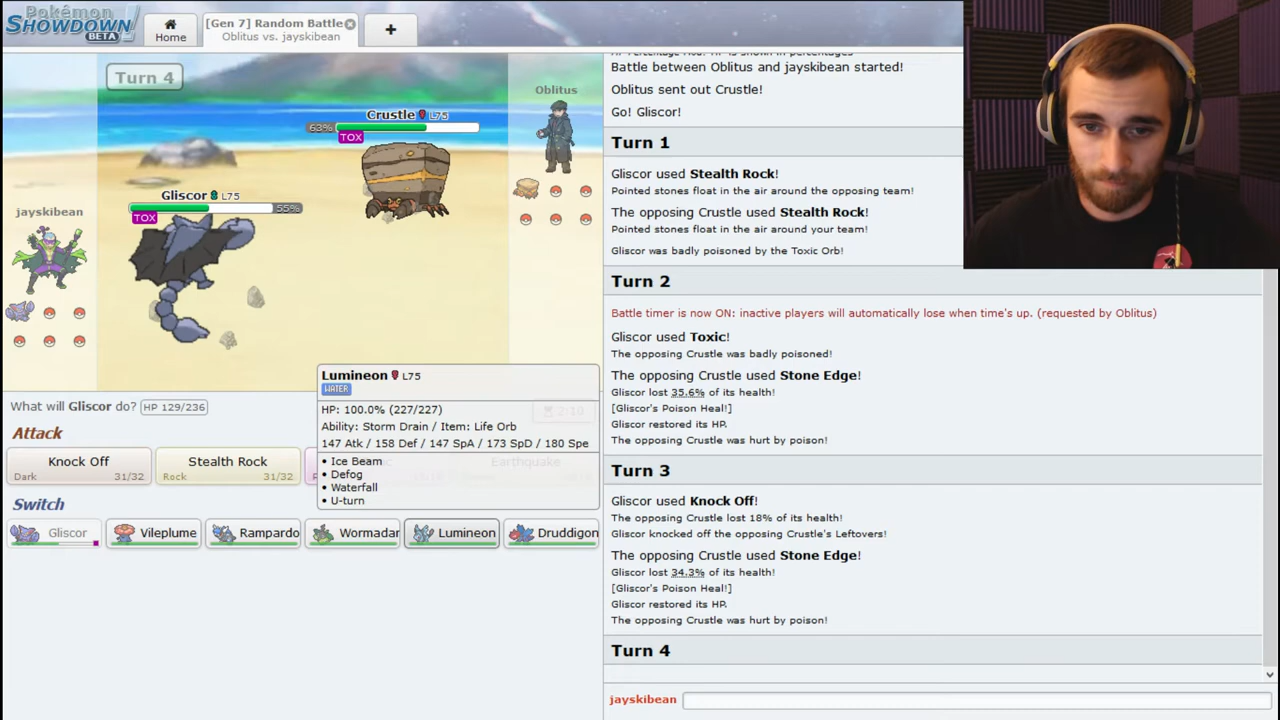 Pokémon
SHOWDOWN!
BETA
Home
[Gen 7] Random Battle
Oblitus vs. jayskibean
+
Turn 4
Crustle L75
63%
TOX
Gliscor L75
55%
TOX
Oblitus
jayskibean
Lumineon L75
WATER
HP: 100.0% (227/227)
Ability: Storm Drain / Item: Life Orb
147 Atk / 158 Def / 147 SpA / 173 SpD / 180 Spe
• Ice Beam
• Defog
• Waterfall
• U-turn
2:10
What will Gliscor do? HP 129/236
Attack
Knock Off
Dark 31/32
Stealth Rock
Rock 31/32
Earthquake
Switch
Gliscor
Vileplume
Rampardo
Wormadar
Lumineon
Druddigon
Battle between Oblitus and jayskibean started!
Oblitus sent out Crustle!
Go! Gliscor!
Turn 1
Gliscor used Stealth Rock!
Pointed stones float in the air around the opposing team!
The opposing Crustle used Stealth Rock!
Pointed stones float in the air around your team!
Gliscor was badly poisoned by the Toxic Orb!
Turn 2
Battle timer is now ON: inactive players will automatically lose when time's up. (requested by Oblitus)
Gliscor used Toxic!
The opposing Crustle was badly poisoned!
The opposing Crustle used Stone Edge!
Gliscor lost 35.6% of its health!
[Gliscor's Poison Heal!]
Gliscor restored its HP.
The opposing Crustle was hurt by poison!
Turn 3
Gliscor used Knock Off!
The opposing Crustle lost 18% of its health!
Gliscor knocked off the opposing Crustle's Leftovers!
The opposing Crustle used Stone Edge!
Gliscor lost 34.3% of its health!
[Gliscor's Poison Heal!]
Gliscor restored its HP.
The opposing Crustle was hurt by poison!
Turn 4
jayskibean